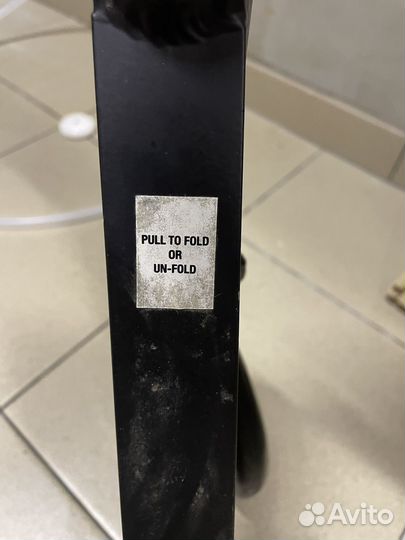 PULL TO FOLD
OR
UN-FOLD
Avito